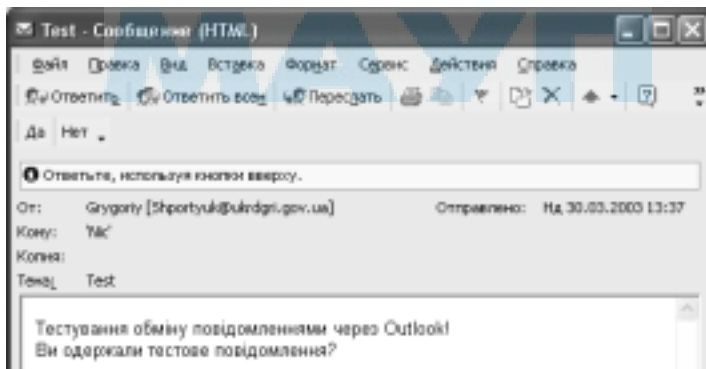 Test - Сообщение (HTML)
Файл Правка Вид Вставка Формат Сервис Действия Справка
Ответить Ответить всем Переслать
Да Нет
Ответьте, используя кнопки вверху.
От: Grygoriy [Shportyuk@ukrdgri.gov.ua] Отправлено: Нд 30.03.2003 13:37
Кому: 'Nic'
Копия:
Тема: Test
Тестування обміну повідомленнями через Outlook!
Ви одержали тестове повідомлення?